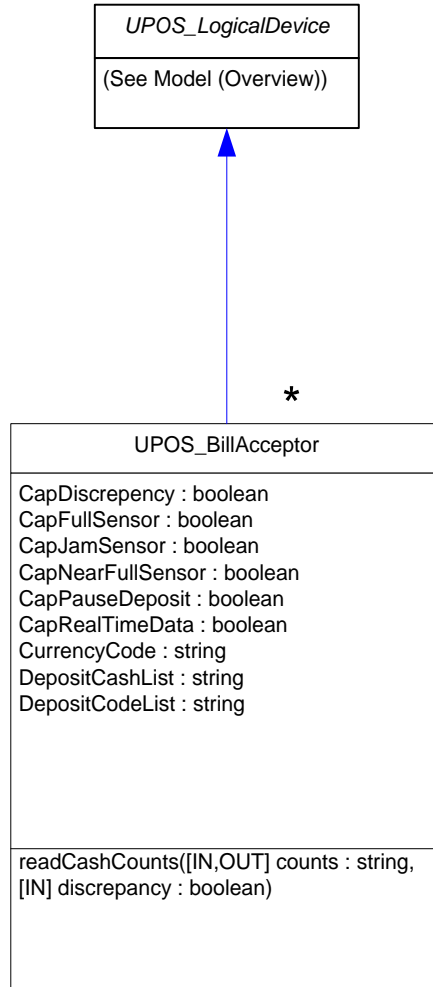 UPOS_LogicalDevice
(See Model (Overview))
*
UPOS_BillAcceptor
CapDiscrepency : boolean
CapFullSensor : boolean
CapJamSensor : boolean
CapNearFullSensor : boolean
CapPauseDeposit : boolean
CapRealTimeData : boolean
CurrencyCode : string
DepositCashList : string
DepositCodeList : string
readCashCounts([IN,OUT] counts : string,
[IN] discrepancy : boolean)